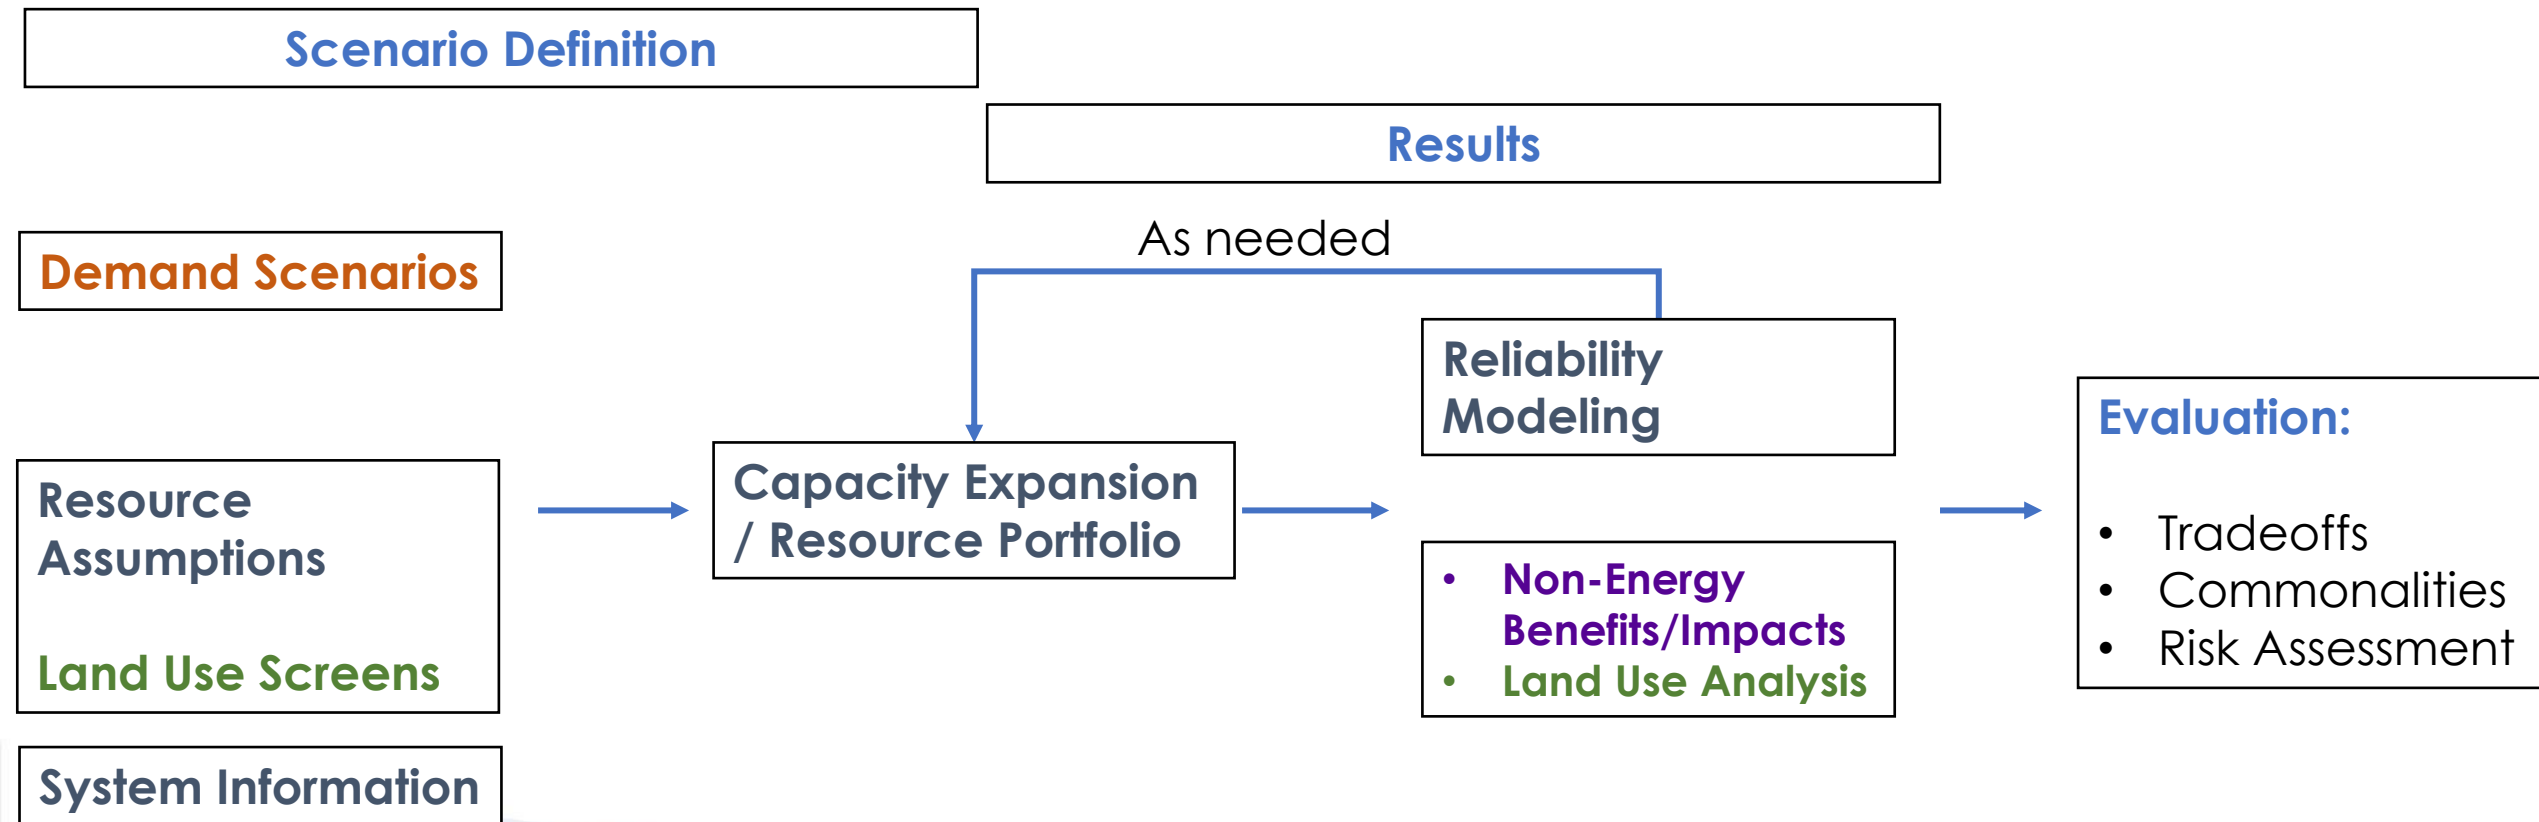 Scenario Definition
Results
As needed
Demand Scenarios
Resource
Assumptions
Land Use Screens
System Information
Capacity Expansion
/ Resource Portfolio
Reliability
Modeling
• Non-Energy
Benefits/Impacts
• Land Use Analysis
Evaluation:
• Tradeoffs
• Commonalities
• Risk Assessment